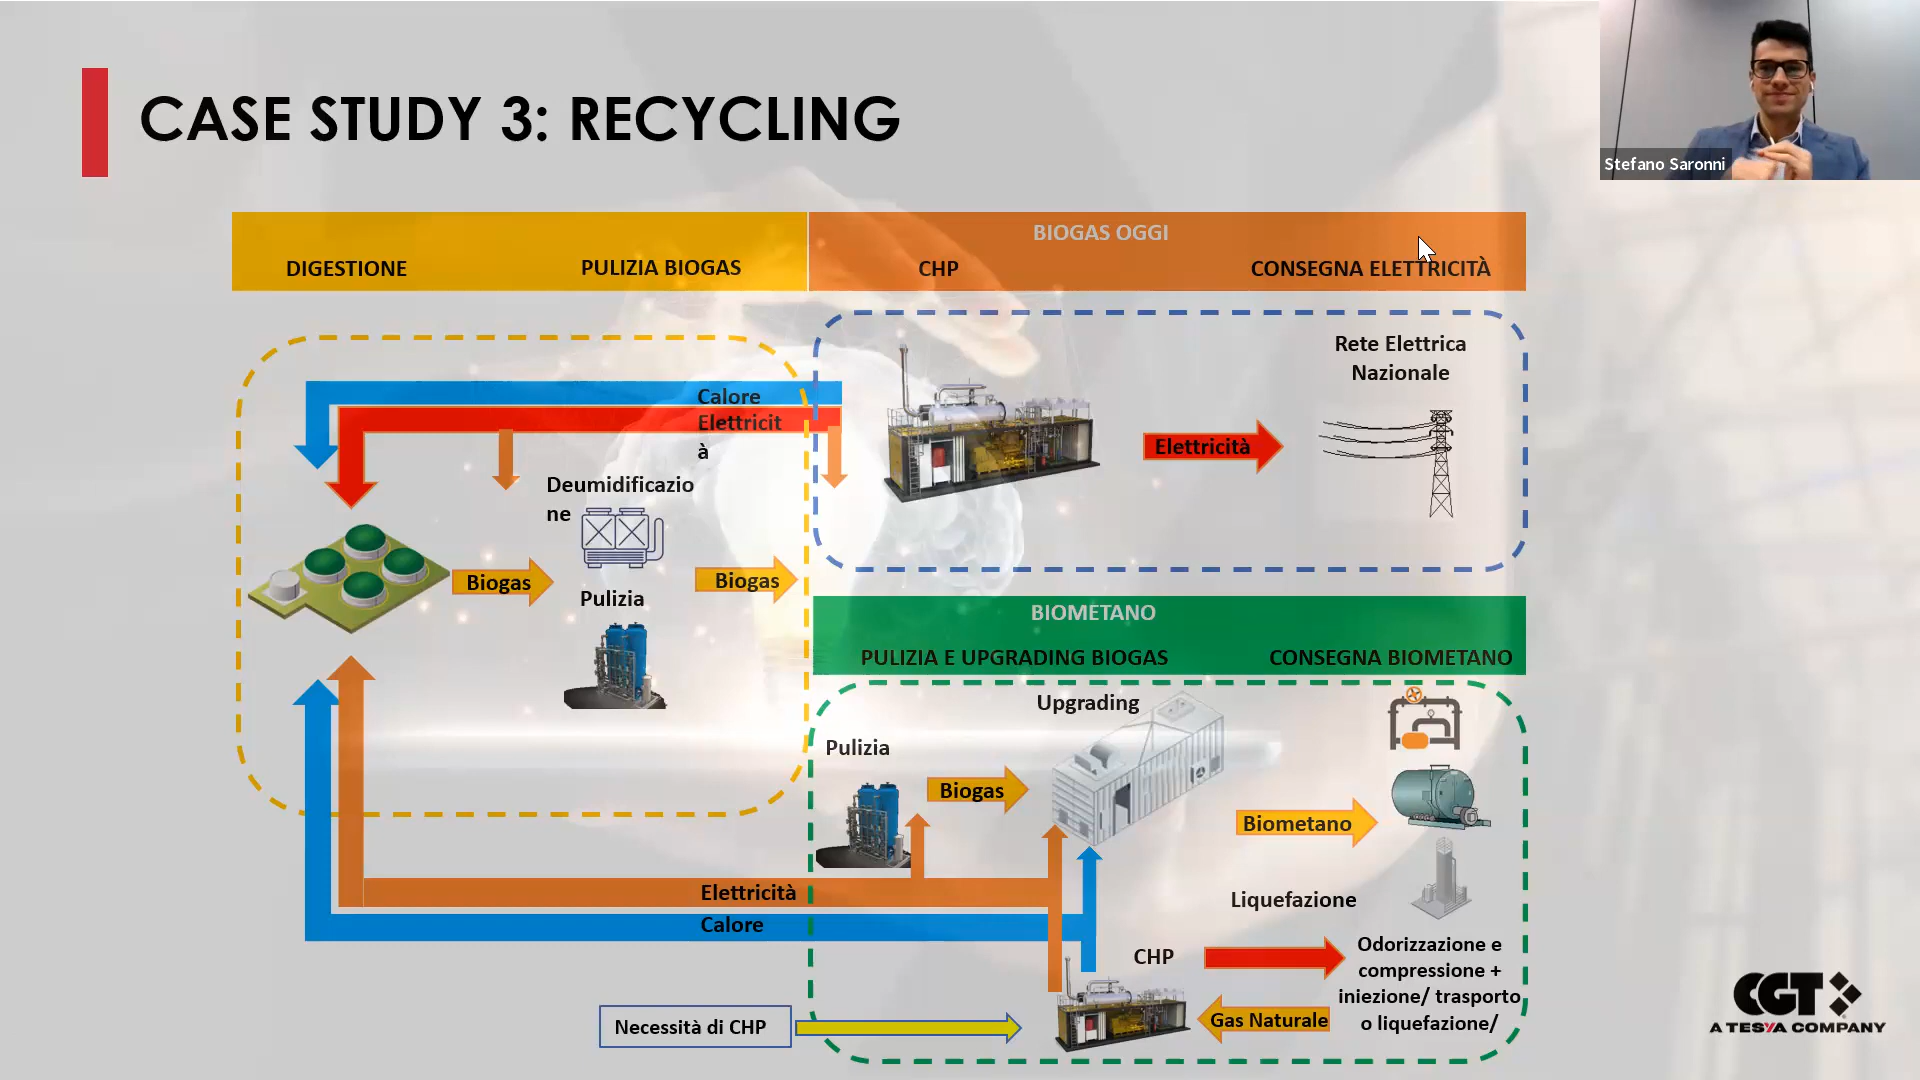 CASE STUDY 3: RECYCLING
Stefano Saronni
BIOGAS OGGI
DIGESTIONE
PULIZIA BIOGAS
CHP
CONSEGNA ELETTRICITÀ
Rete Elettrica
Nazionale
Calore
Elettricit
à
Elettricità
Deumidificazio
ne
Biogas
Biogas
Pulizia
BIOMETANO
PULIZIA E UPGRADING BIOGAS
CONSEGNA BIOMETANO
Upgrading
Pulizia
Biogas
Biometano
Elettricità
Liquefazione
Calore
CHP
Odorizzazione e
compressione +
iniezione/ trasporto
o liquefazione/
Gas Naturale
Necessità di CHP
CGT
A TESYA COMPANY